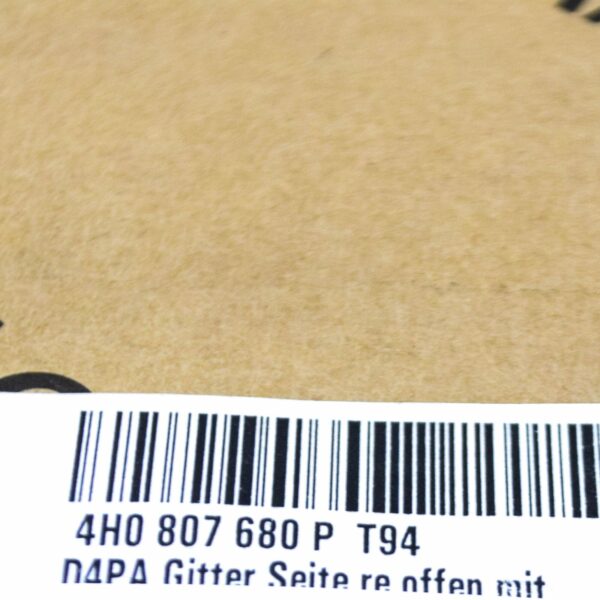 4H0 807 680 P T94
D4PA Gitter Seite re offen mit